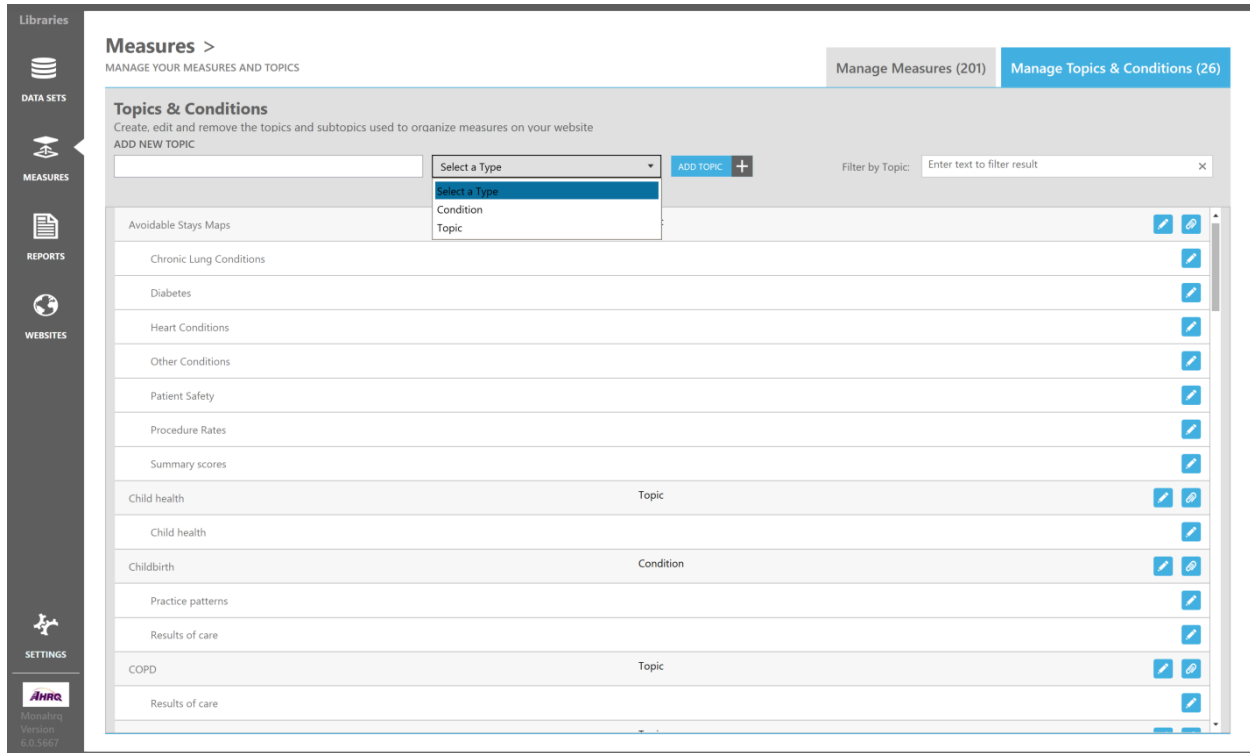 Libraries
DATA SETS
MEASURES
REPORTS
WEBSITES
SETTINGS
AHRQ
Monahrq
Version
6.0.5667
Measures >
MANAGE YOUR MEASURES AND TOPICS
Manage Measures (201)
Manage Topics & Conditions (26)
Topics & Conditions
Create, edit and remove the topics and subtopics used to organize measures on your website
ADD NEW TOPIC
Select a Type
ADD TOPIC
Filter by Topic:
Enter text to filter result
Select a Type
Condition
Topic
Avoidable Stays Maps
Chronic Lung Conditions
Diabetes
Heart Conditions
Other Conditions
Patient Safety
Procedure Rates
Summary scores
Child health Topic
Child health
Childbirth Condition
Practice patterns
Results of care
COPD Topic
Results of care